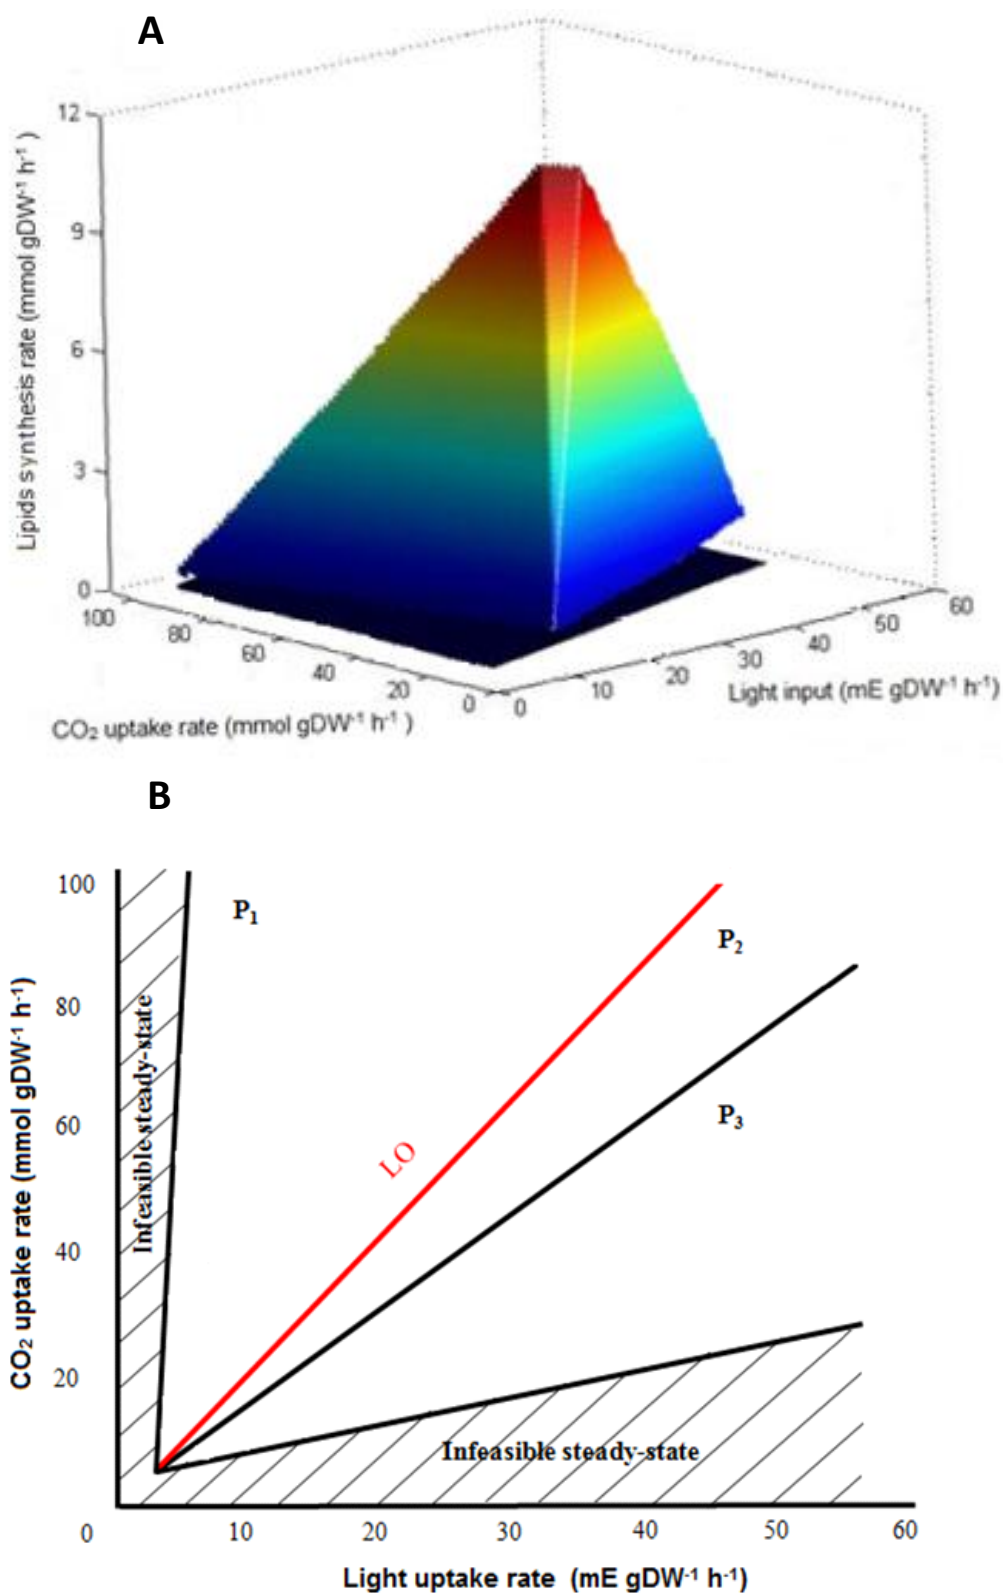 A
Lipids synthesis rate (mmol gDW⁻¹ h⁻¹)
12
9
6
3
0
100
80
60
40
20
0
CO₂ uptake rate (mmol gDW⁻¹ h⁻¹)
0
10
20
30
40
50
60
Light input (mE gDW⁻¹ h⁻¹)
B
CO₂ uptake rate (mmol gDW⁻¹ h⁻¹)
100
80
60
40
20
0
Infeasible steady-state
P₁
LO
P₂
P₃
Infeasible steady-state
10
20
30
40
50
60
Light uptake rate (mE gDW⁻¹ h⁻¹)